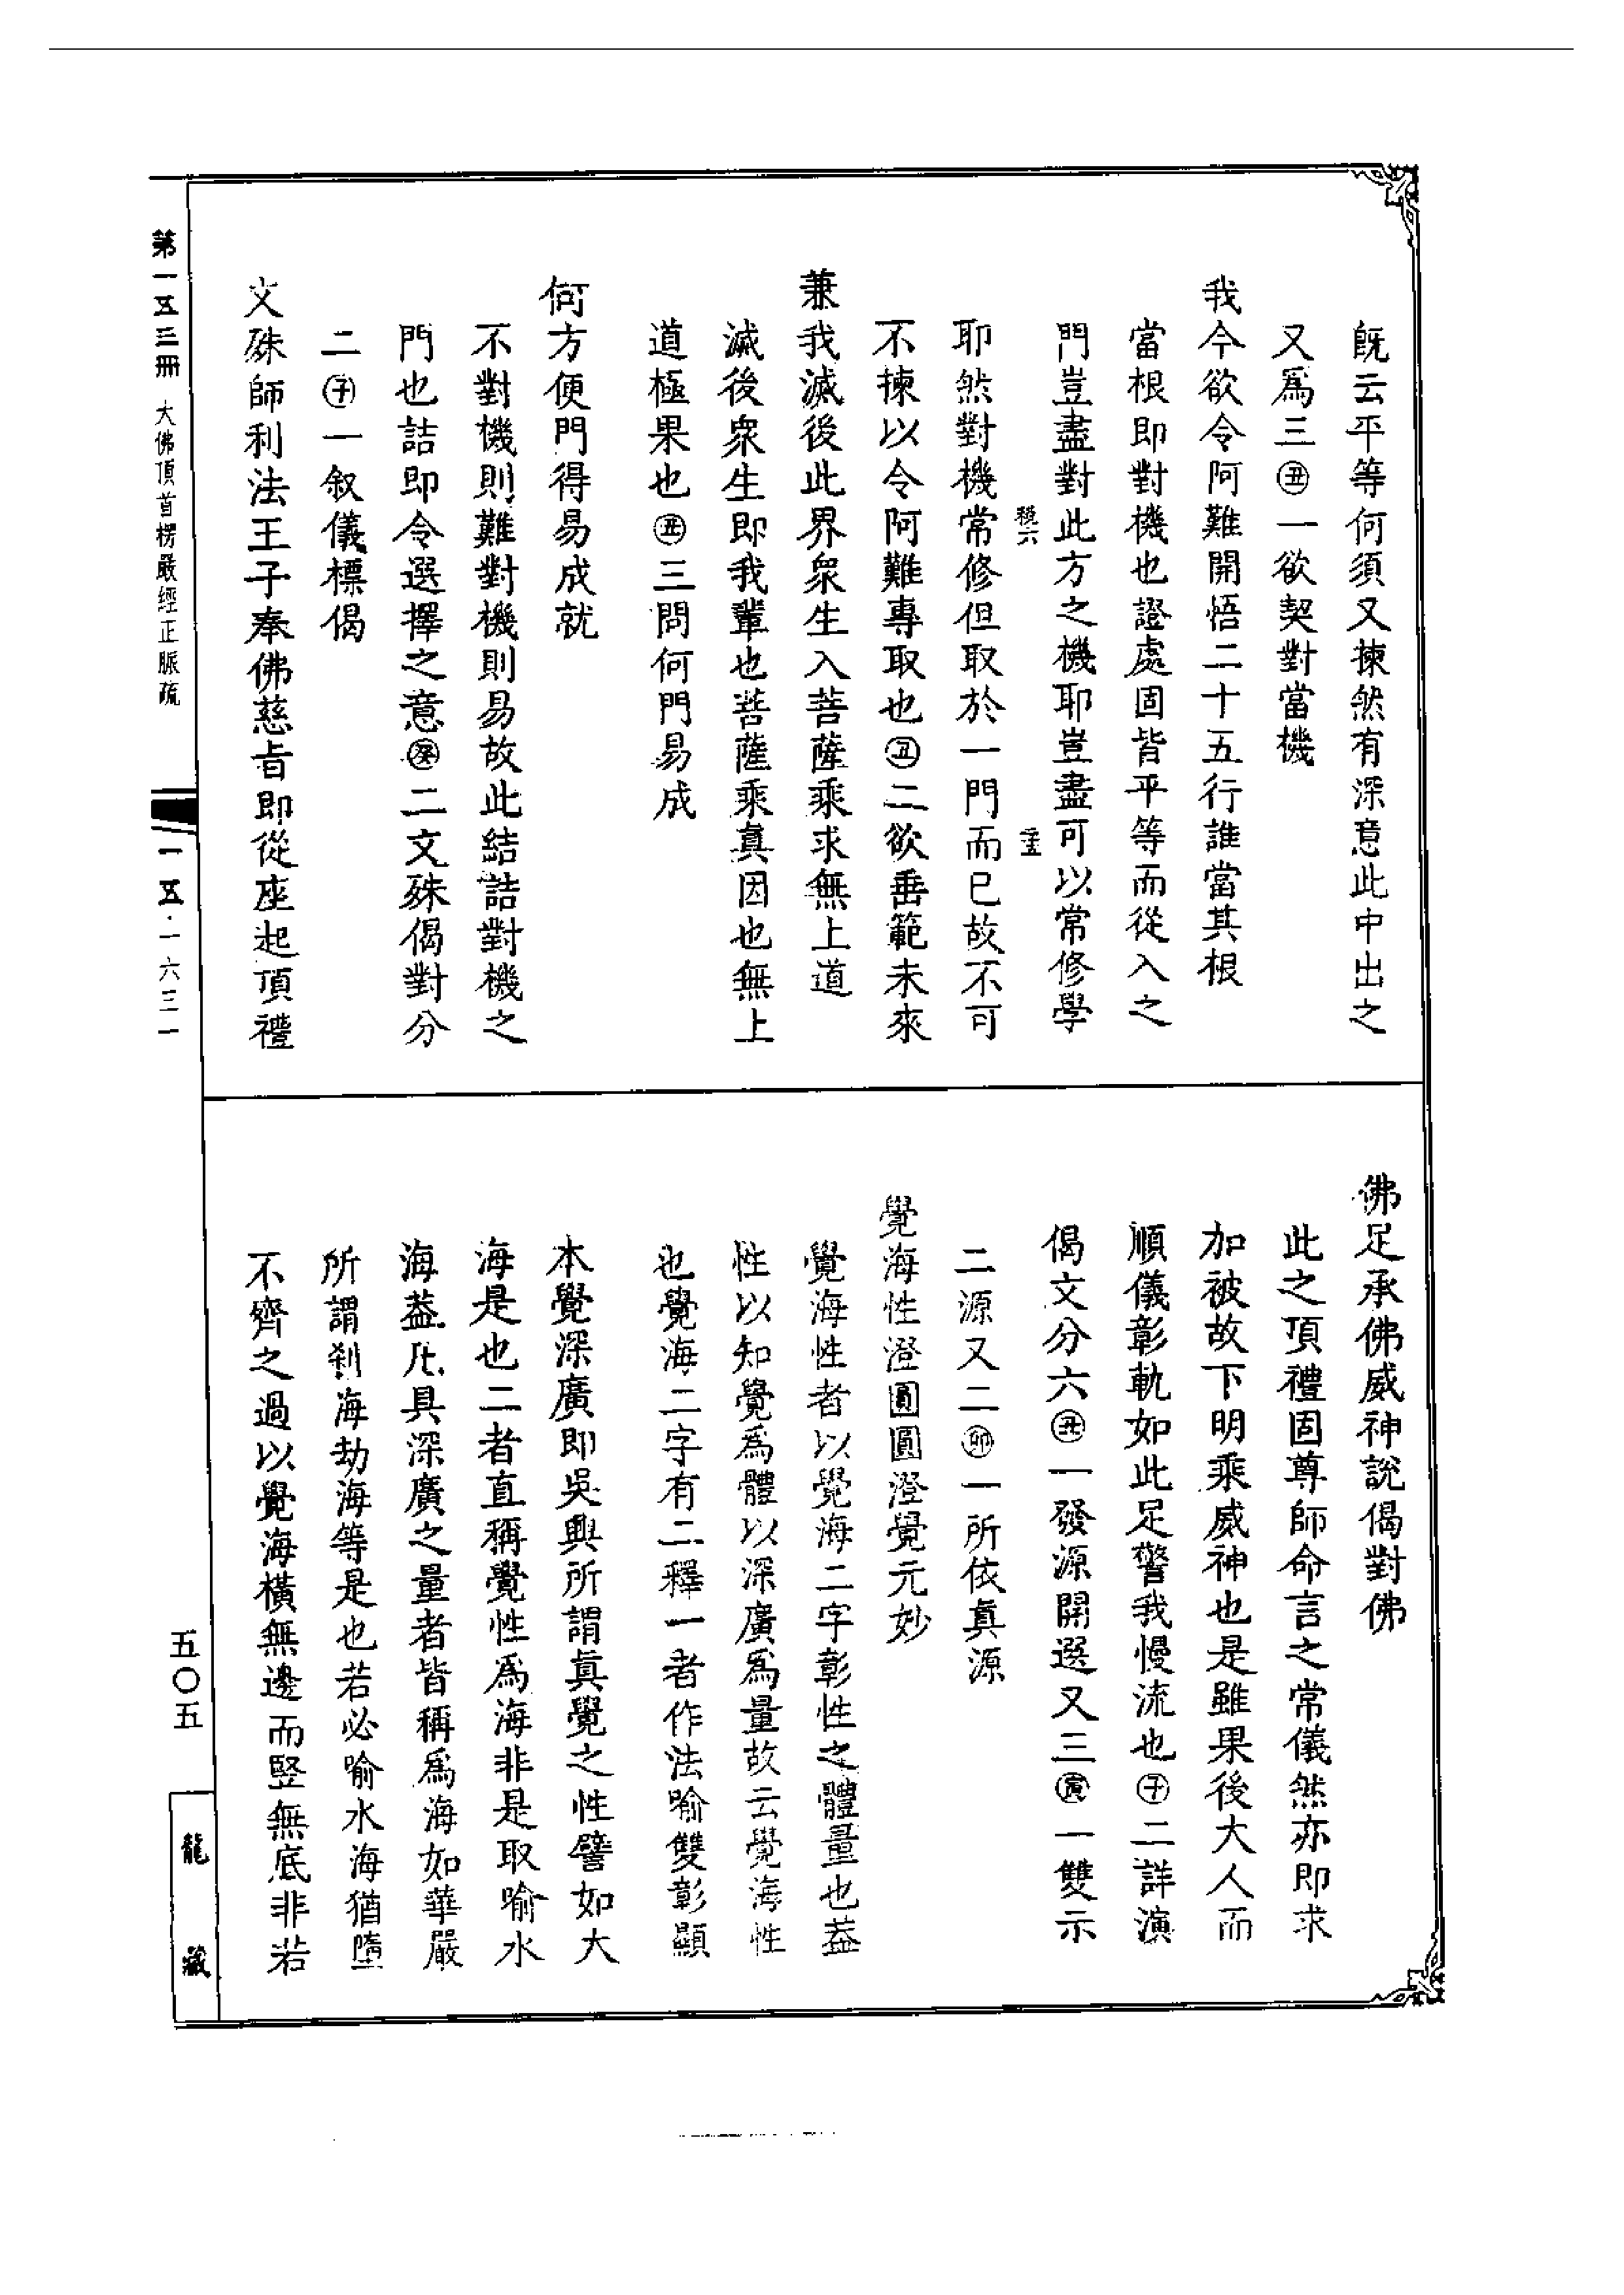 既云平等何須又揀然有深意此中出之
又爲三㊄一欲契對當機
我今欲令阿難開悟二十五行誰當其根
當根即對機也證處固皆平等而從入之
門豈盡對此方之機耶豈盡可以常修學
耶然對機常修但取於一門而已故不可
不揀以令阿難專取也丑二欲垂範未來
兼我滅後此界衆生入菩薩乘求無上道
滅後衆生即我輩也菩薩乘眞因也無上
道極果也丑三問何門易成
何方便門得易成就
不對機則難對機則易故此結詰對機之
門也詰即令選擇之意癸二文殊偈對分
二子一叙儀標偈
文殊師利法王子奉佛慈旨即從座起頂禮
佛足承佛威神說偈對佛
此之頂禮固尊師命言之常儀然亦即求
加被故下明乘威神也是雖果後大人而
順儀彰軌如此足警我慢流也子二詳演
偈文分六丑一發源開選又三寅一雙示
二源又二卯一所依眞源
覺海性澄圓圓澄覺元妙
覺海性者以覺海二字彰性之體量也葢
性以知覺爲體以深廣爲量故云覺海性
也覺海二字有二釋一者作法喻雙彰顯
本覺深廣即吳興所謂眞覺之性譬如大
海是也二者直稱覺性爲海非是取喻水
海葢凡具深廣之量者皆稱爲海如華嚴
所謂刹海劫海等是也若必喻水海猶墮
不齊之過以覺海橫無邊而竪無底非若
第一五三冊 大佛頂首楞嚴經正脈疏
一五·一六三一
五〇五
龍藏